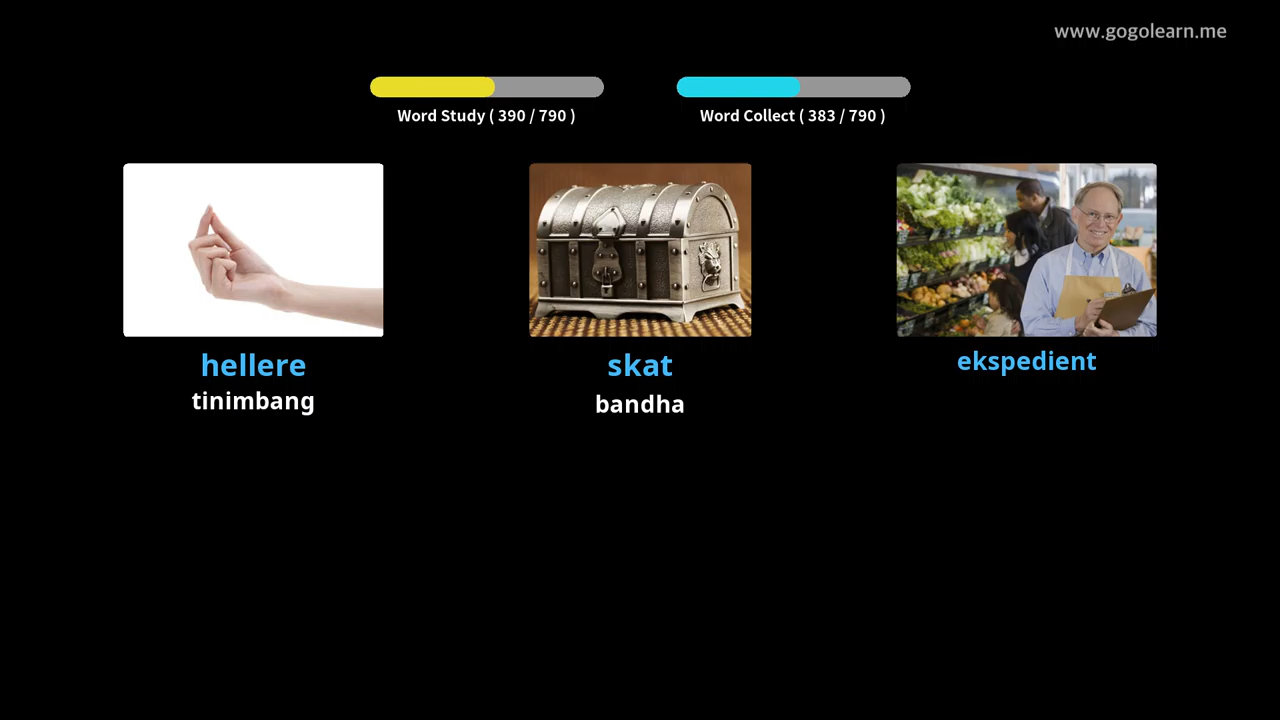 www.gogolearn.me
Word Study ( 390 / 790 )
Word Collect ( 383 / 790 )
hellere
tinimbang
skat
bandha
ekspedient